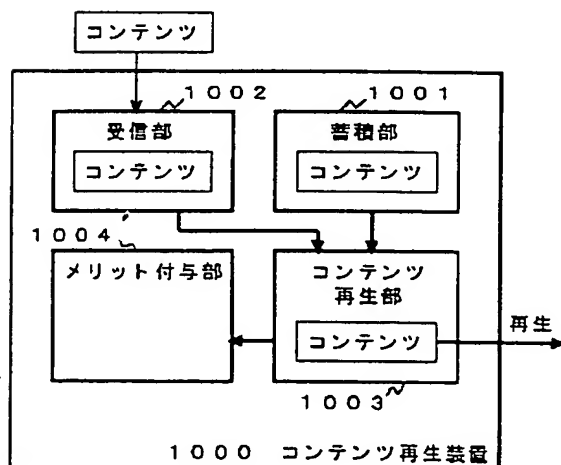 コンテンツ
1002
1001
受信部
蓄積部
コンテンツ
コンテンツ
1004
メリット付与部
コンテンツ
再生部
コンテンツ
再生
1003
1000 コンテンツ再生装置